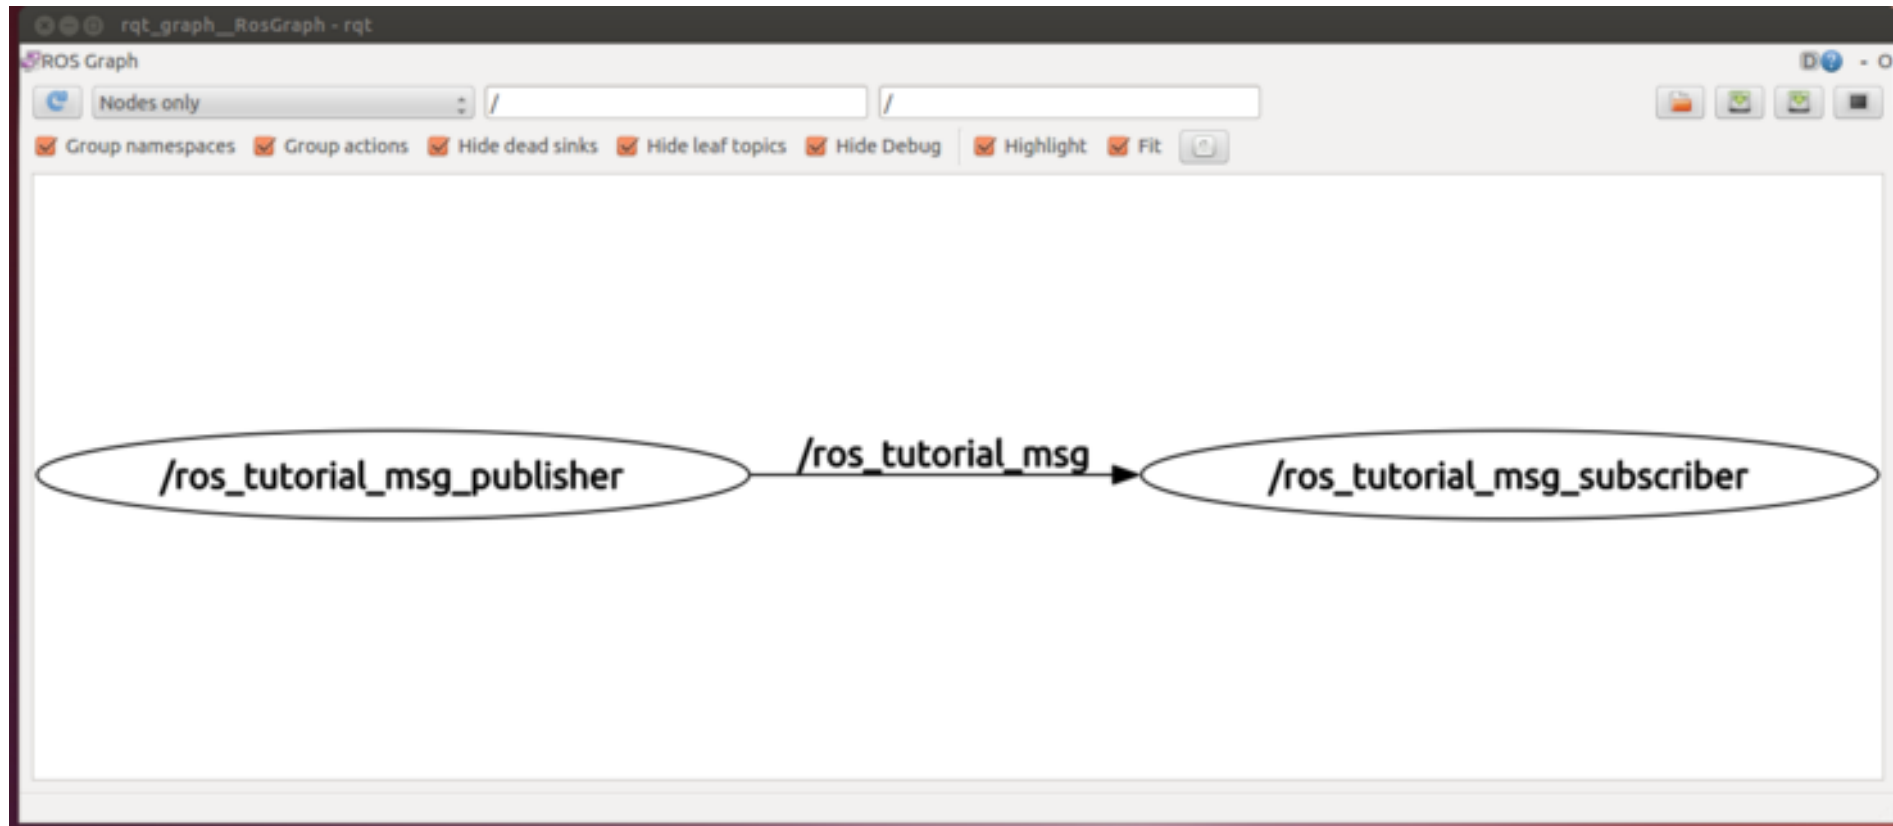 rqt_graph__RosGraph - rqt
ROS Graph D ? - O
Nodes only / /
Group namespaces Group actions Hide dead sinks Hide leaf topics Hide Debug Highlight Fit
/ros_tutorial_msg_publisher /ros_tutorial_msg /ros_tutorial_msg_subscriber